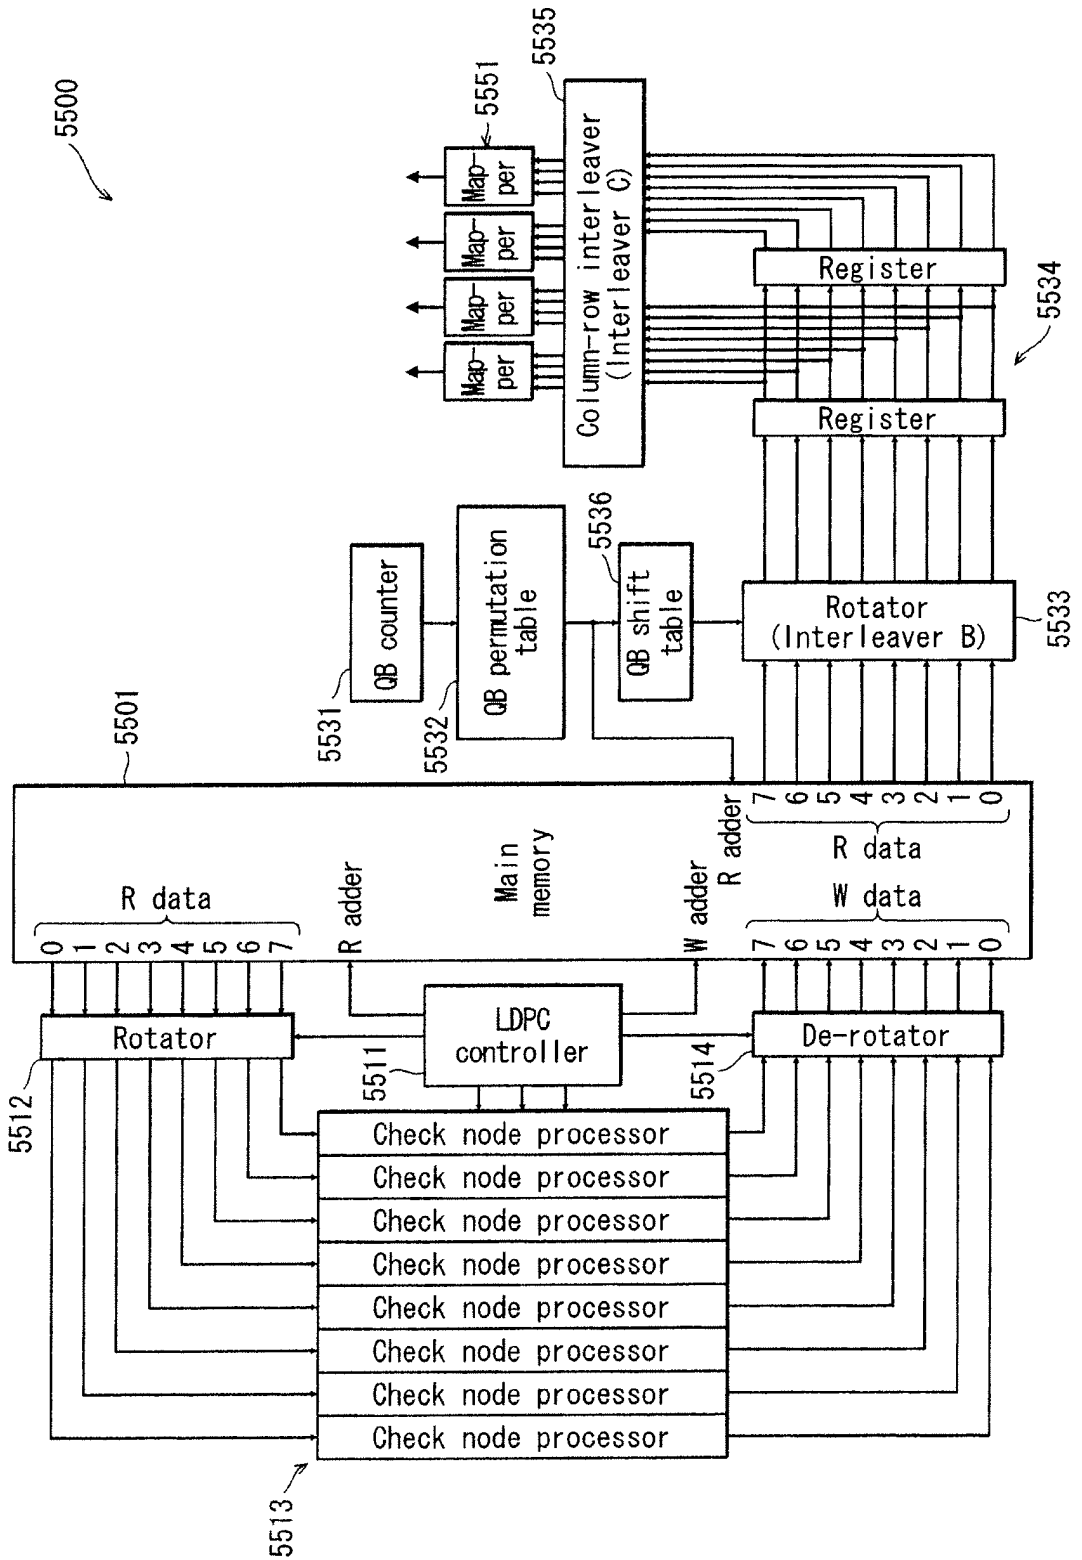 5500
5535
5551
Map-
per
Map-
per
Map-
per
Map-
per
Column-row interleaver
(Interleaver C)
Register
Register
5534
5531
QB counter
5532
QB permutation
table
5536
QB shift
table
Rotator
(Interleaver B)
5533
5501
Main
memory
R data
0
1
2
3
4
5
6
7
R adder
W adder
R adder
W data
7
6
5
4
3
2
1
0
R data
7
6
5
4
3
2
1
0
Rotator
5512
LDPC
controller
5511
De-rotator
5514
Check node processor
Check node processor
Check node processor
Check node processor
Check node processor
Check node processor
Check node processor
Check node processor
5513